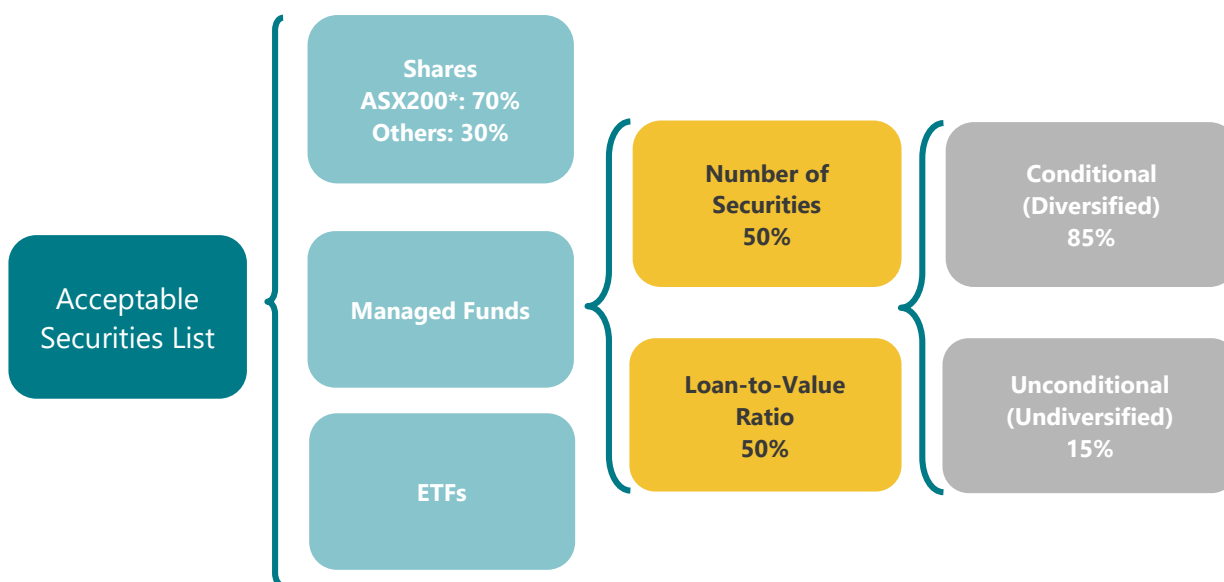 Acceptable
Securities List
Shares
ASX200*: 70%
Others: 30%
Managed Funds
ETFs
Number of
Securities
50%
Loan-to-Value
Ratio
50%
Conditional
(Diversified)
85%
Unconditional
(Undiversified)
15%